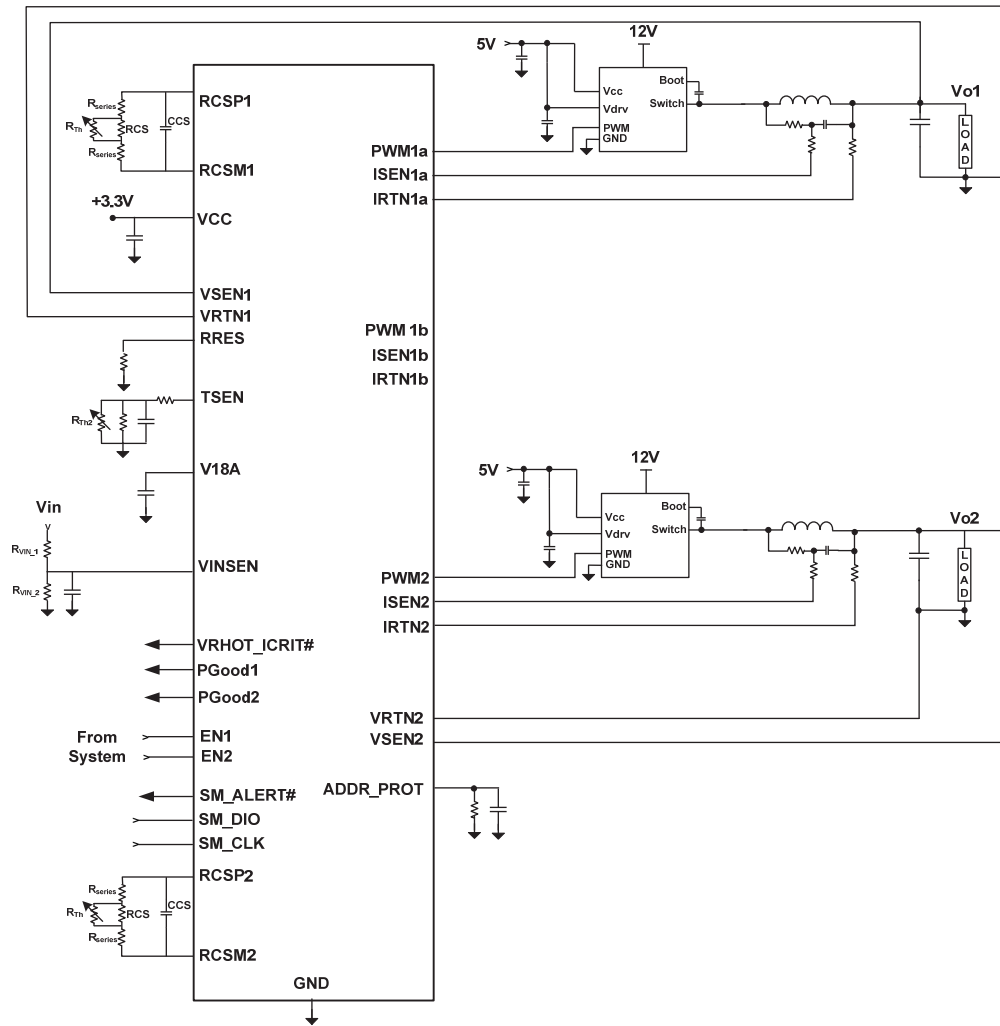 12V
5V
Vcc
Vdrv
PWM
GND
Boot
Switch
Vo1
LOAD
Rseries
RTh
RCS
Rseries
CCS
RCSP1
RCSM1
+3.3V
VCC
VSEN1
VRTN1
RRES
TSEN
RTh2
V18A
Vin
RVIN_1
RVIN_2
VINSEN
VRHOT_ICRIT#
PGood1
PGood2
From
System
EN1
EN2
SM_ALERT#
SM_DIO
SM_CLK
RCSP2
Rseries
RTh
RCS
Rseries
CCS
RCSM2
GND
PWM1a
ISEN1a
IRTN1a
PWM 1b
ISEN1b
IRTN1b
12V
5V
Vcc
Vdrv
PWM
GND
Boot
Switch
Vo2
LOAD
PWM2
ISEN2
IRTN2
VRTN2
VSEN2
ADDR_PROT